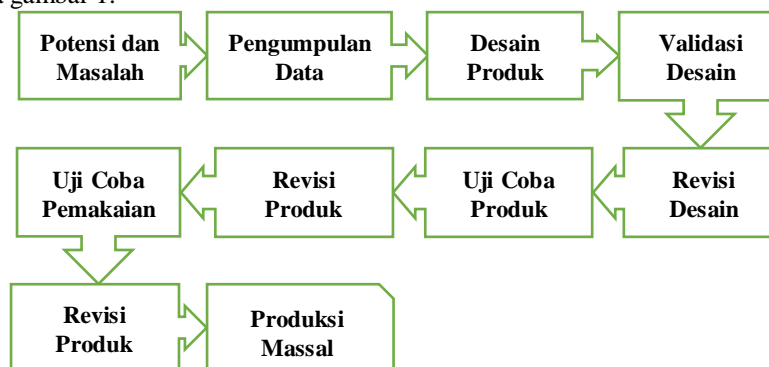 gambar 1.
Potensi dan
Masalah
Pengumpulan
Data
Desain
Produk
Validasi
Desain
Revisi
Desain
Uji Coba
Produk
Revisi
Produk
Uji Coba
Pemakaian
Revisi
Produk
Produksi
Massal